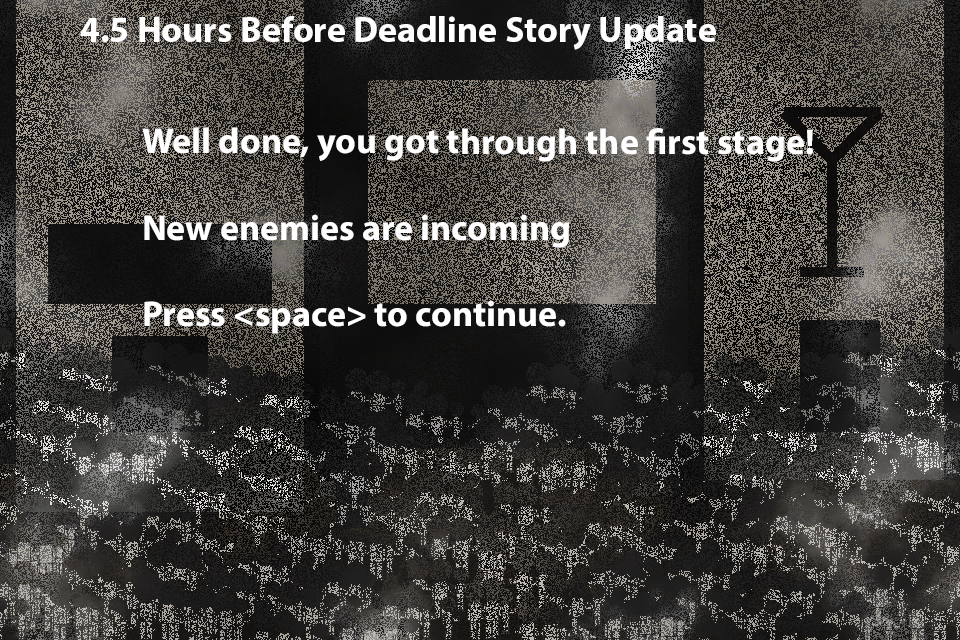 4.5 Hours Before Deadline Story Update
Well done, you got through the first stage!
New enemies are incoming
Press <space> to continue.